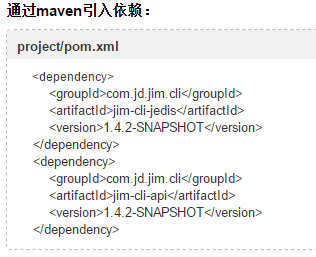 通过maven引入依赖：
project/pom.xml
<dependency>
<groupId>com.jd.jim.cli</groupId>
<artifactId>jim-cli-jedis</artifactId>
<version>1.4.2-SNAPSHOT</version>
</dependency>
<dependency>
<groupId>com.jd.jim.cli</groupId>
<artifactId>jim-cli-api</artifactId>
<version>1.4.2-SNAPSHOT</version>
</dependency>